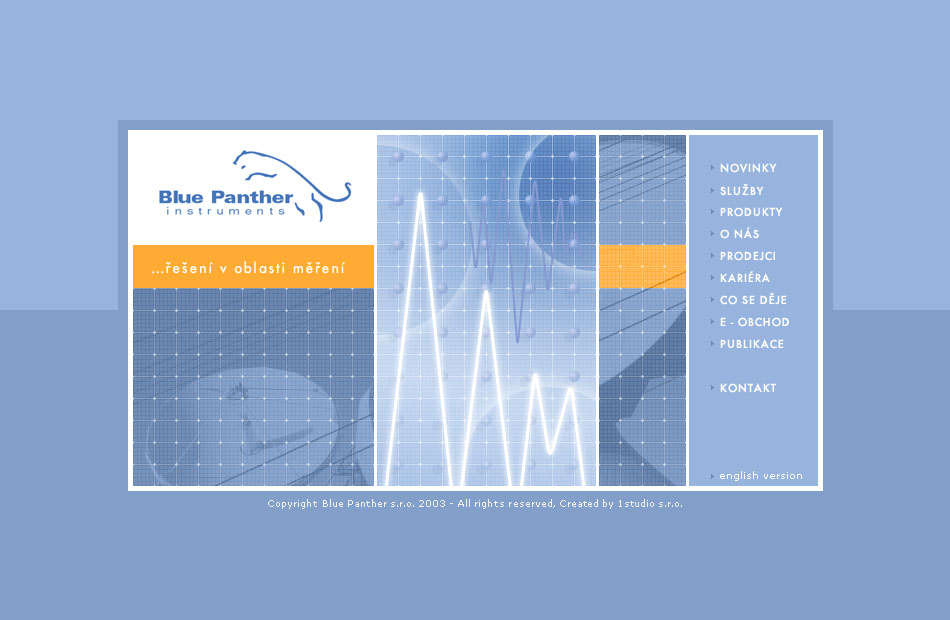 Blue Panther
instruments
...řešení v oblasti měření
NOVINKY
SLUŽBY
PRODUKTY
O NÁS
PRODEJCI
KARIÉRA
CO SE DĚJE
E - OBCHOD
PUBLIKACE
KONTAKT
english version
Copyright Blue Panther s.r.o. 2003 - All rights reserved, Created by 1studio s.r.o.